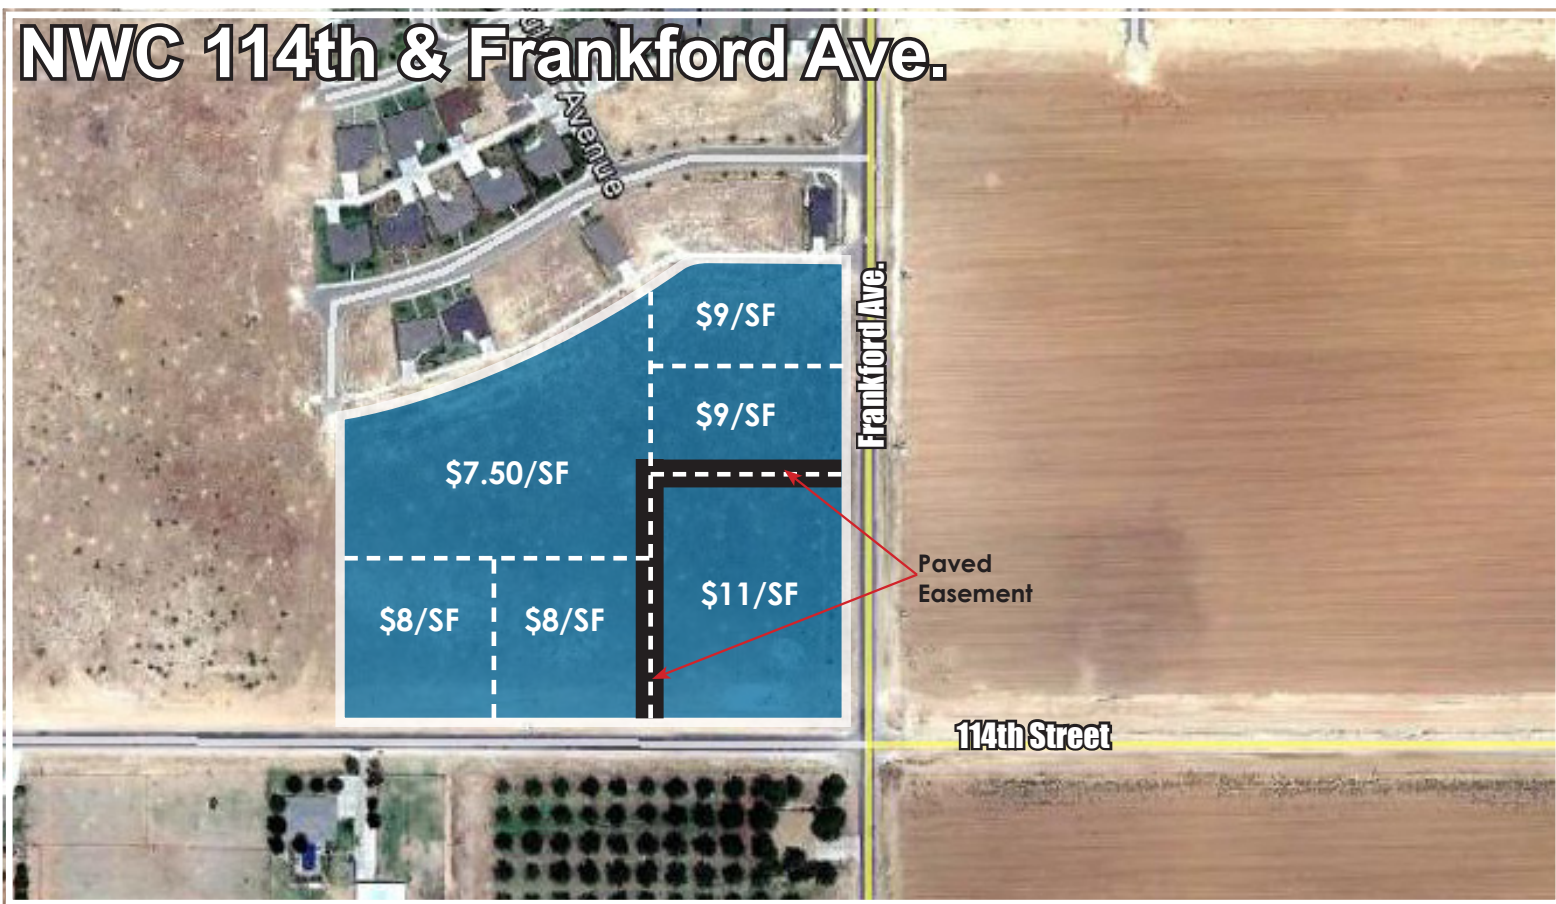 NWC 114th & Frankford Ave.
Avenue
$9/SF
Frankford Ave.
$9/SF
$7.50/SF
Paved
Easement
$11/SF
$8/SF
$8/SF
114th Street